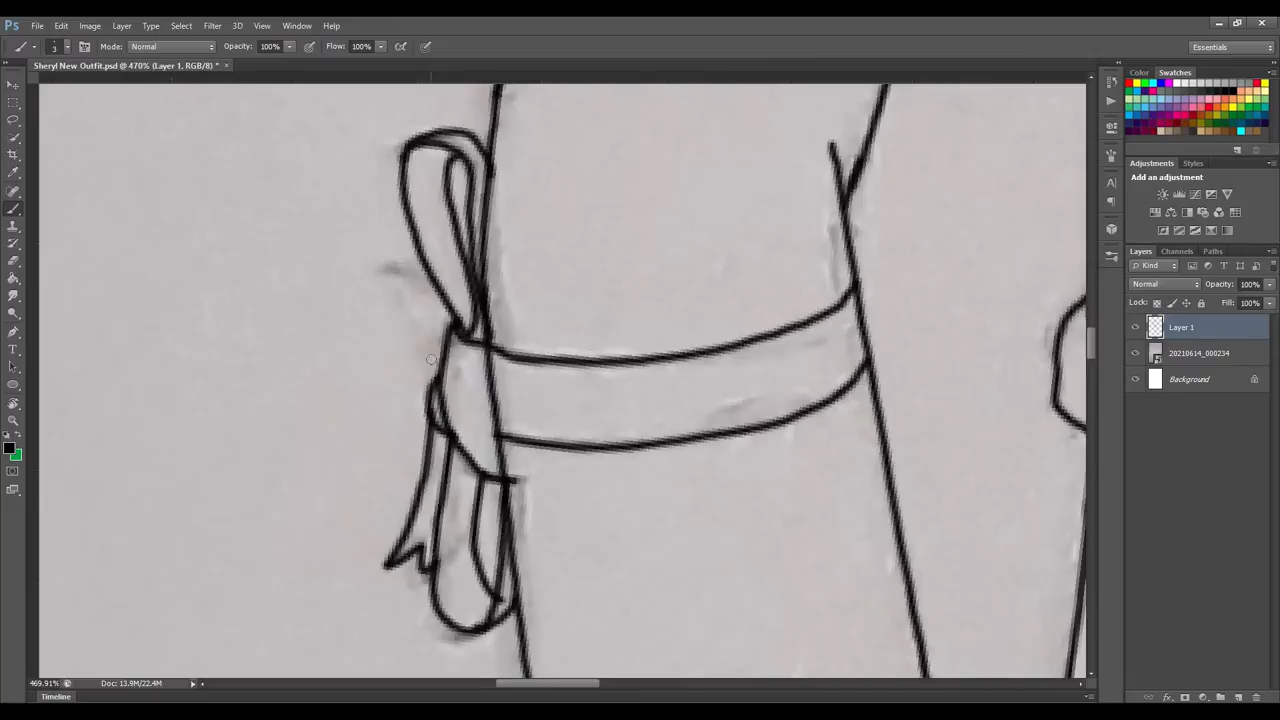 Ps File Edit Image Layer Type Select Filter 3D View Window Help
3 Mode: Normal Opacity: 100% Flow: 100% Essentials
Sheryl New Outfit.psd @ 470% (Layer 1, RGB/8) * ×
Color Swatches
Adjustments Styles
Add an adjustment
Layers Channels Paths
Kind
Normal Opacity: 100%
Lock: Fill: 100%
Layer 1
20210614_000234
Background
469.91% Doc: 13.9M/22.4M
Timeline